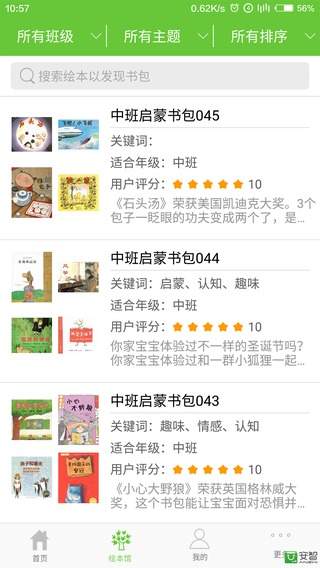 10:57
0.62K/s
56%
所有班级
所有主题
所有排序
搜索绘本以发现书包
中班启蒙书包045
关键词：
适合年级：中班
用户评分： 10
《石头汤》荣获美国凯迪克大奖。3个
包子一眨眼的功夫变成两个了，是…
中班启蒙书包044
关键词：启蒙、认知、趣味
适合年级：中班
用户评分： 10
你家宝宝体验过不一样的圣诞节吗？
你家宝宝体验过和一群小狐狸一起…
中班启蒙书包043
关键词：趣味、情感、认知
小心大野狼
适合年级：中班
用户评分： 10
《小心大野狼》荣获英国格林威大
奖，这个书包能让宝宝面对恐惧并…
首页
绘本馆
我的
更多
安智